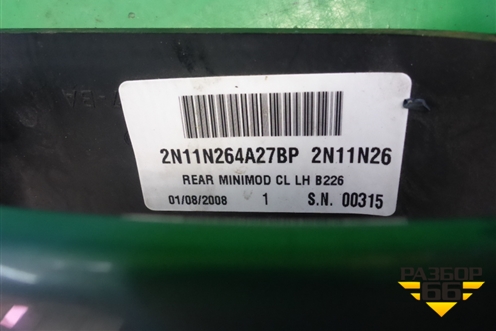 2N11N264A27BP 2N11N26
REAR MINIMOD CL LH B226
01/08/2008 1 S.N. 00315
РАЗБОР
66